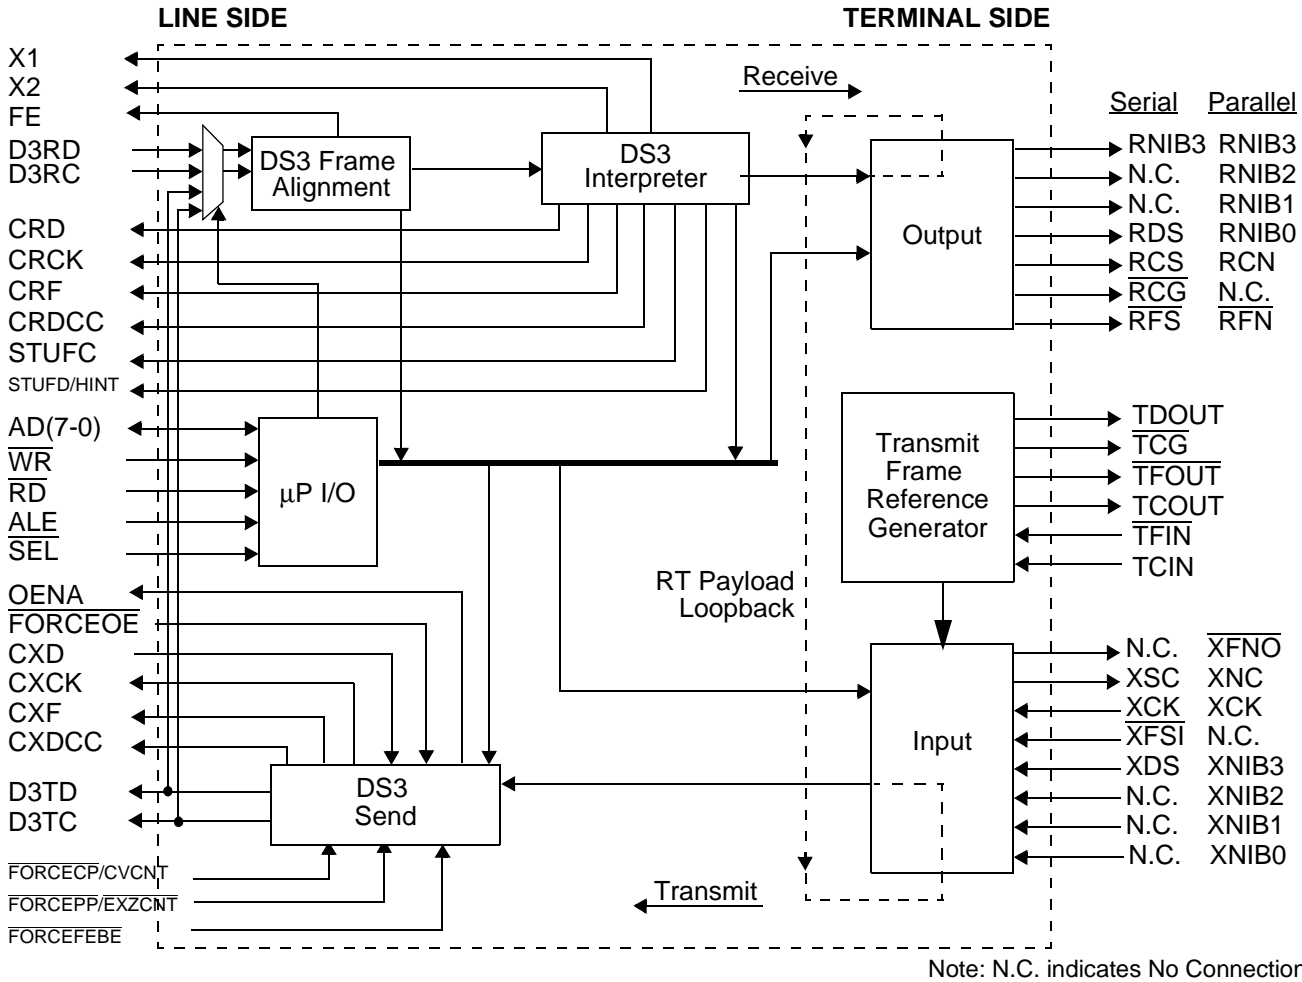 LINE SIDE
TERMINAL SIDE
X1
X2
FE
D3RD
D3RC
CRD
CRCK
CRF
CRDCC
STUFC
STUFD/HINT
AD(7-0)
WR
RD
ALE
SEL
OENA
FORCEOE
CXD
CXCK
CXF
CXDCC
D3TD
D3TC
FORCECP/CVCNT
FORCEPP/EXZCNT
FORCEFEBE
DS3 Frame
Alignment
DS3
Interpreter
Receive
Output
µP I/O
Transmit
Frame
Reference
Generator
RT Payload
Loopback
Input
DS3
Send
Transmit
Serial Parallel
RNIB3 RNIB3
N.C. RNIB2
N.C. RNIB1
RDS RNIB0
RCS RCN
RCG N.C.
RFS RFN
TDOUT
TCG
TFOUT
TCOUT
TFIN
TCIN
N.C. XFNO
XSC XNC
XCK XCK
XFSI N.C.
XDS XNIB3
N.C. XNIB2
N.C. XNIB1
N.C. XNIB0
Note: N.C. indicates No Connection